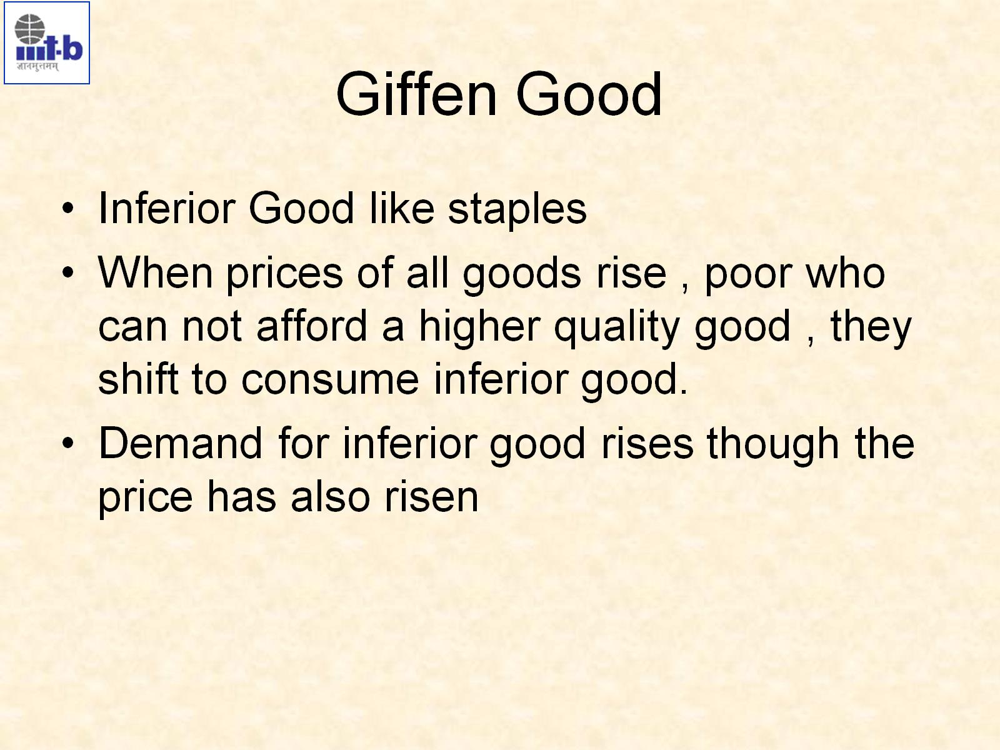 iiit-b
ज्ञानमुत्तमम्
Giffen Good
• Inferior Good like staples
• When prices of all goods rise , poor who
can not afford a higher quality good , they
shift to consume inferior good.
• Demand for inferior good rises though the
price has also risen